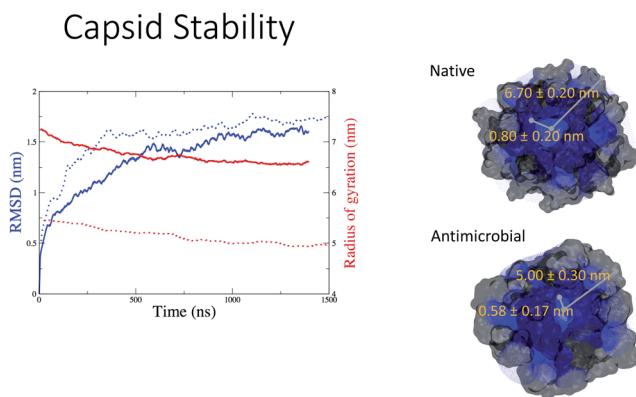 Capsid Stability
2
1.5
1
0.5
0
RMSD (nm)
8
7
6
5
4
Radius of gyration (nm)
0
500
1000
1500
Time (ns)
Native
6.70 ± 0.20 nm
0.80 ± 0.20 nm
Antimicrobial
5.00 ± 0.30 nm
0.58 ± 0.17 nm